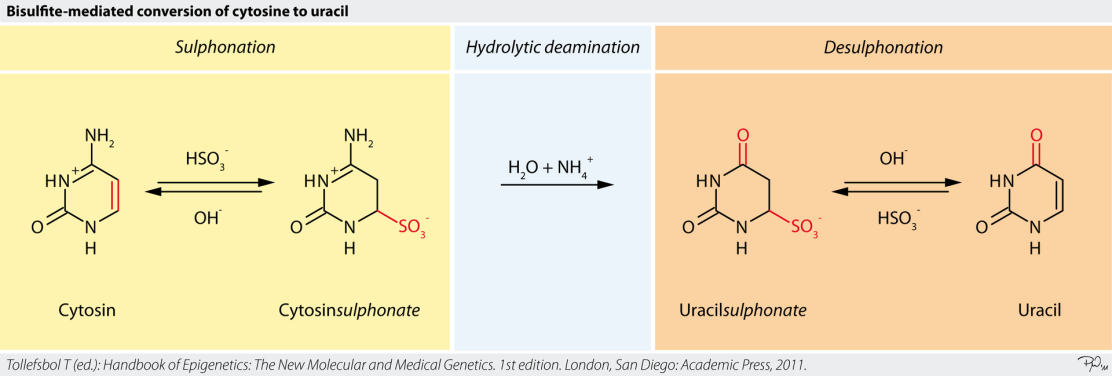 Bisulfite-mediated conversion of cytosine to uracil
Sulphonation
Hydrolytic deamination
Desulphonation
NH2
HN
+
O
N
H
HSO3-
OH-
NH2
HN
+
O
N
H
SO3-
H2O + NH4+
O
HN
O
N
H
SO3-
OH-
HSO3-
O
HN
O
N
H
Cytosin
Cytosinsulphonate
Uracilsulphonate
Uracil
Tollefsbol T (ed.): Handbook of Epigenetics: The New Molecular and Medical Genetics. 1st edition. London, San Diego: Academic Press, 2011.